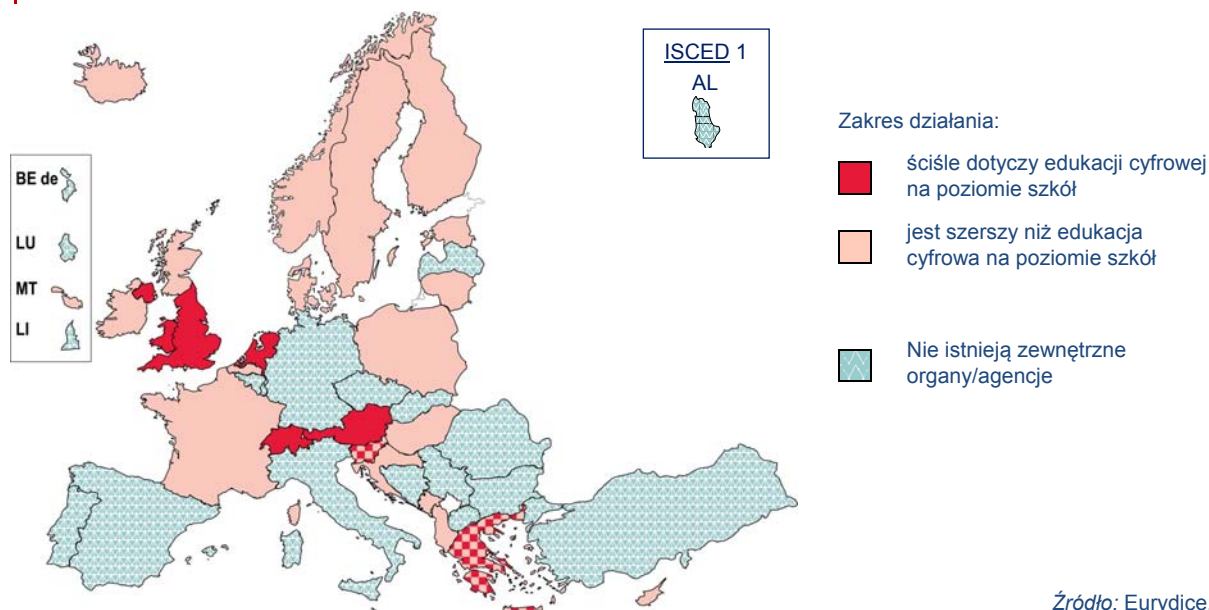 ISCED 1
AL
Zakres działania:
ściśle dotyczy edukacji cyfrowej
na poziomie szkół
jest szerszy niż edukacja
cyfrowa na poziomie szkół
Nie istnieją zewnętrzne
organy/agencje
BE de
LU
MT
LI
Źródło: Eurydice